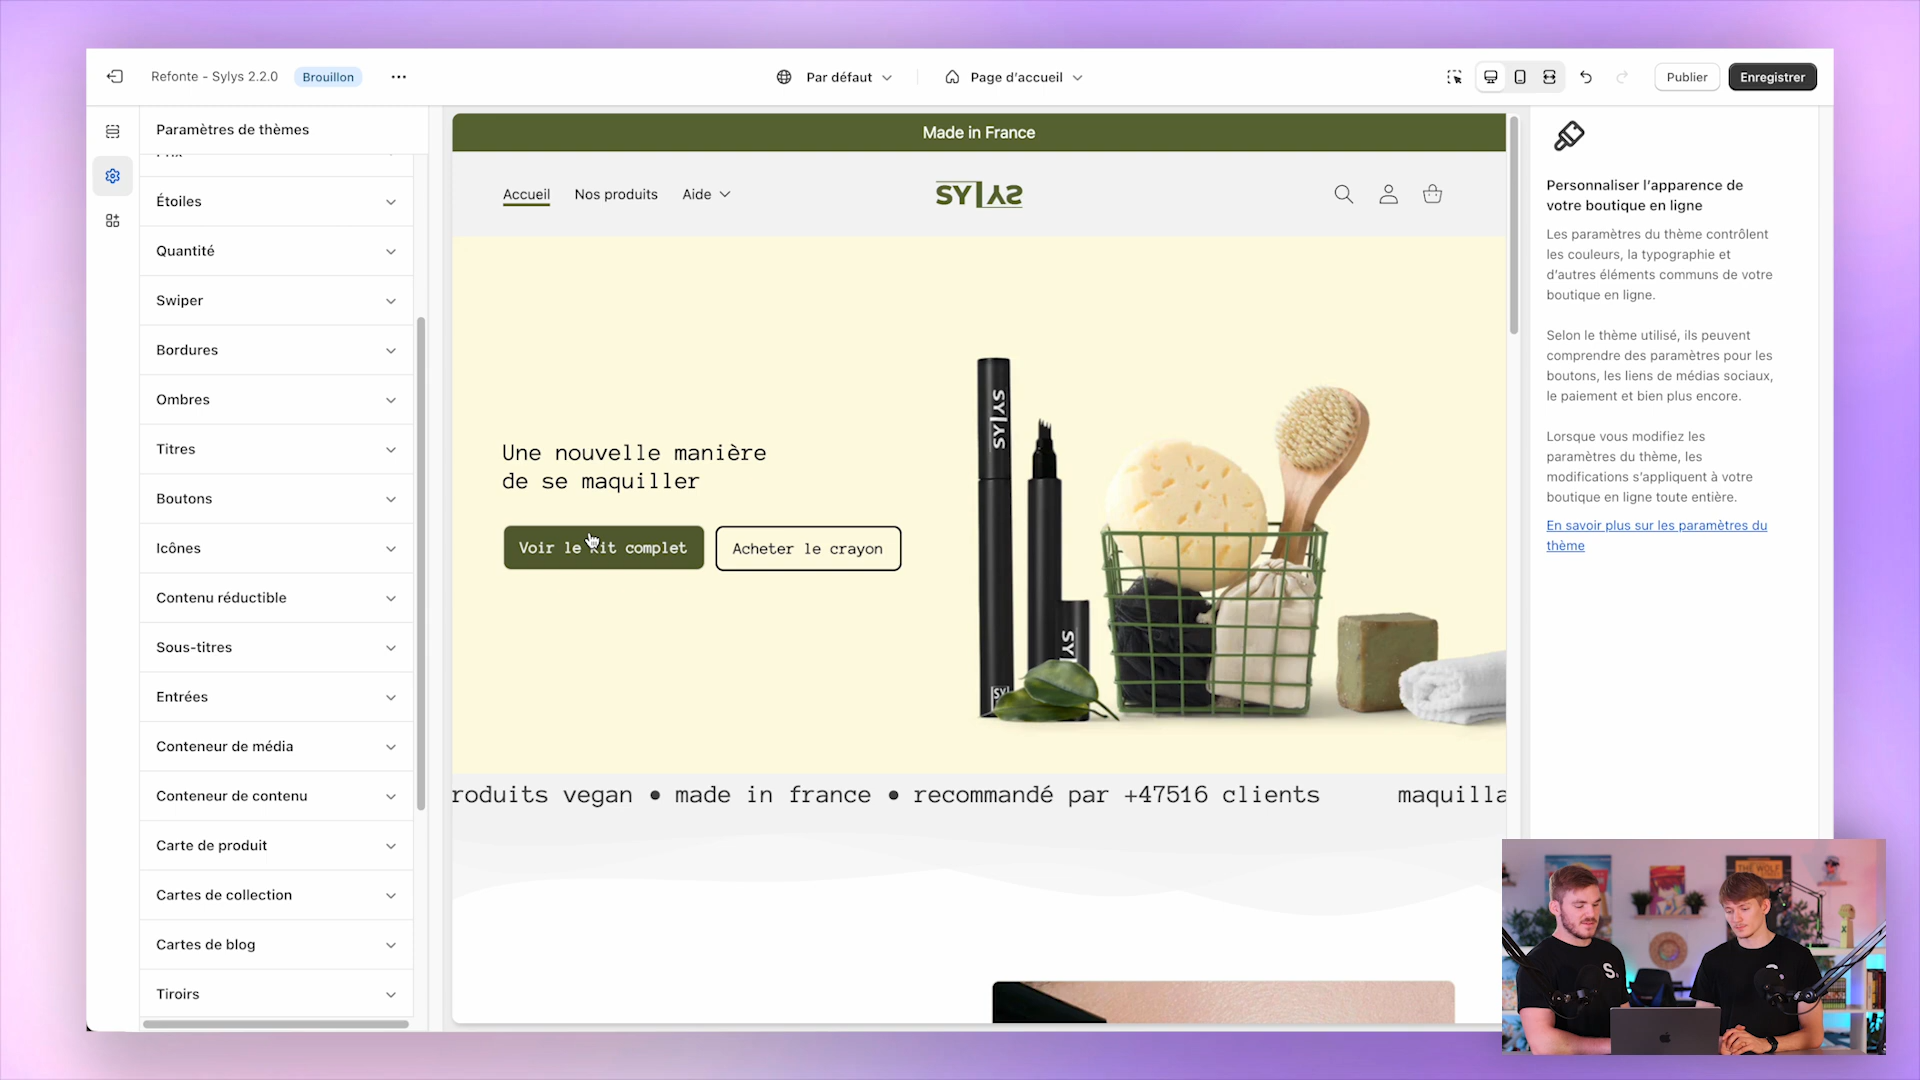 Refonte - Sylys 2.2.0
Brouillon
Par défaut
Page d'accueil
Publier
Enregistrer
Paramètres de thèmes
Étoiles
Quantité
Swiper
Bordures
Ombres
Titres
Boutons
Icônes
Contenu réductible
Sous-titres
Entrées
Conteneur de média
Conteneur de contenu
Carte de produit
Cartes de collection
Cartes de blog
Tiroirs
Made in France
Accueil
Nos produits
Aide
SYLYS
Une nouvelle manière
de se maquiller
Voir le kit complet
Acheter le crayon
SYLYS
roduits vegan • made in france • recommandé par +47516 clients
maquilla
Personnaliser l'apparence de
votre boutique en ligne
Les paramètres du thème contrôlent
les couleurs, la typographie et
d'autres éléments communs de votre
boutique en ligne.
Selon le thème utilisé, ils peuvent
comprendre des paramètres pour les
boutons, les liens de médias sociaux,
le paiement et bien plus encore.
Lorsque vous modifiez les
paramètres du thème, les
modifications s'appliquent à votre
boutique en ligne toute entière.
En savoir plus sur les paramètres du
thème
THE WOLF
S.